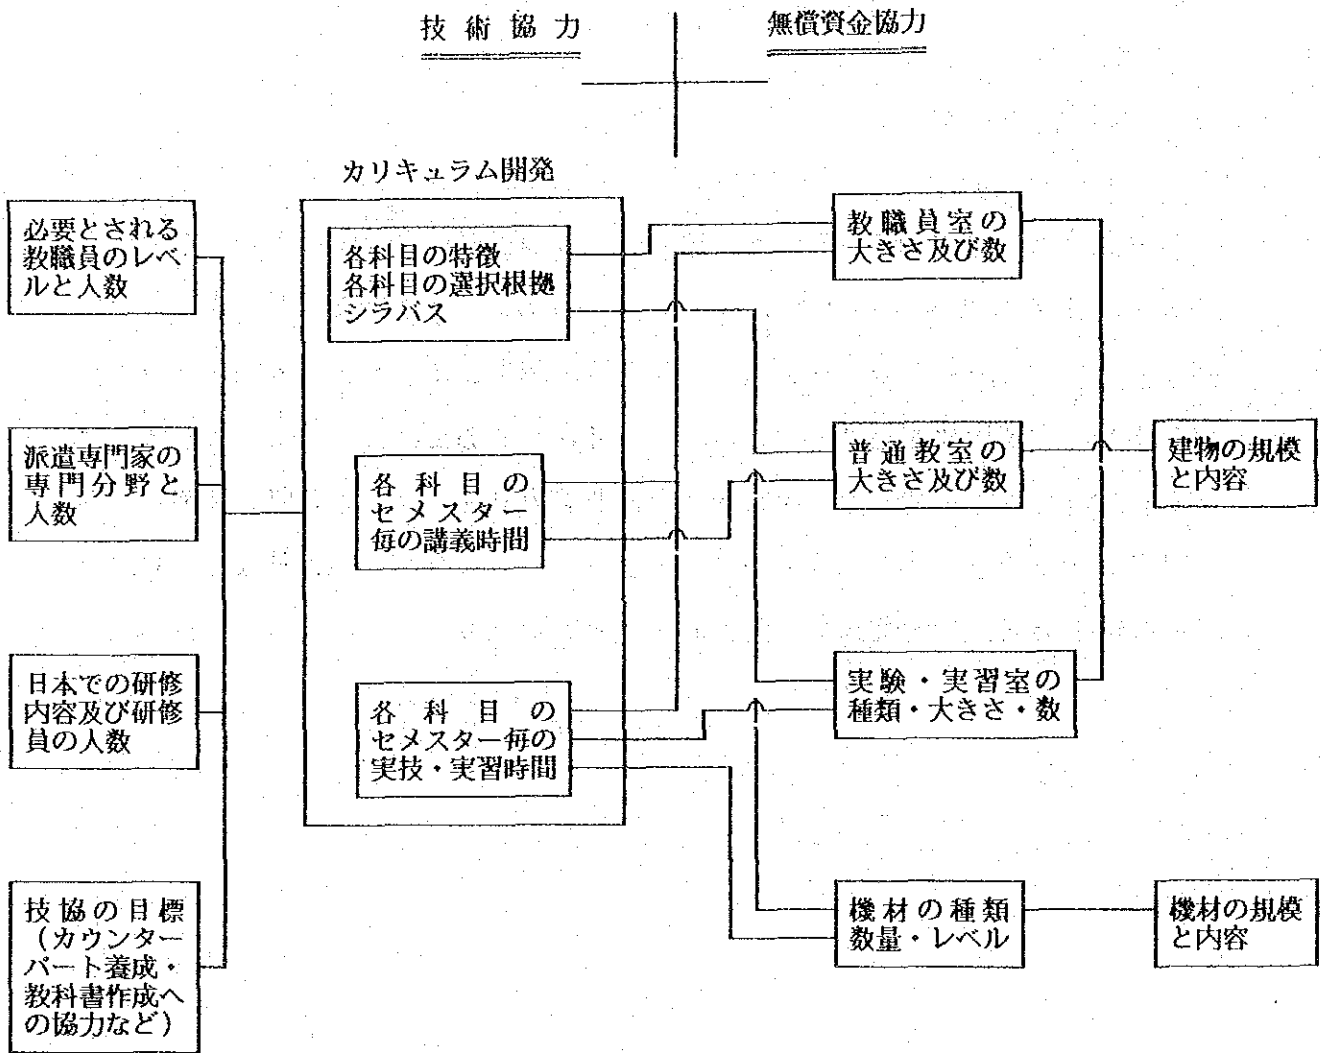 技術協力
無償資金協力
カリキュラム開発
必要とされる
教職員のレベ
ルと人数
派遣専門家の
専門分野と
人数
日本での研修
内容及び研修
員の人数
技協の目標
（カウンター
パート養成・
教科書作成へ
の協力など）
各科目の特徴
各科目の選択根拠
シラバス
各科目の
セメスター
毎の講義時間
各科目の
セメスター毎の
実技・実習時間
教職員室の
大きさ及び数
普通教室の
大きさ及び数
実験・実習室の
種類・大きさ・数
機材の種類
数量・レベル
建物の規模
と内容
機材の規模
と内容